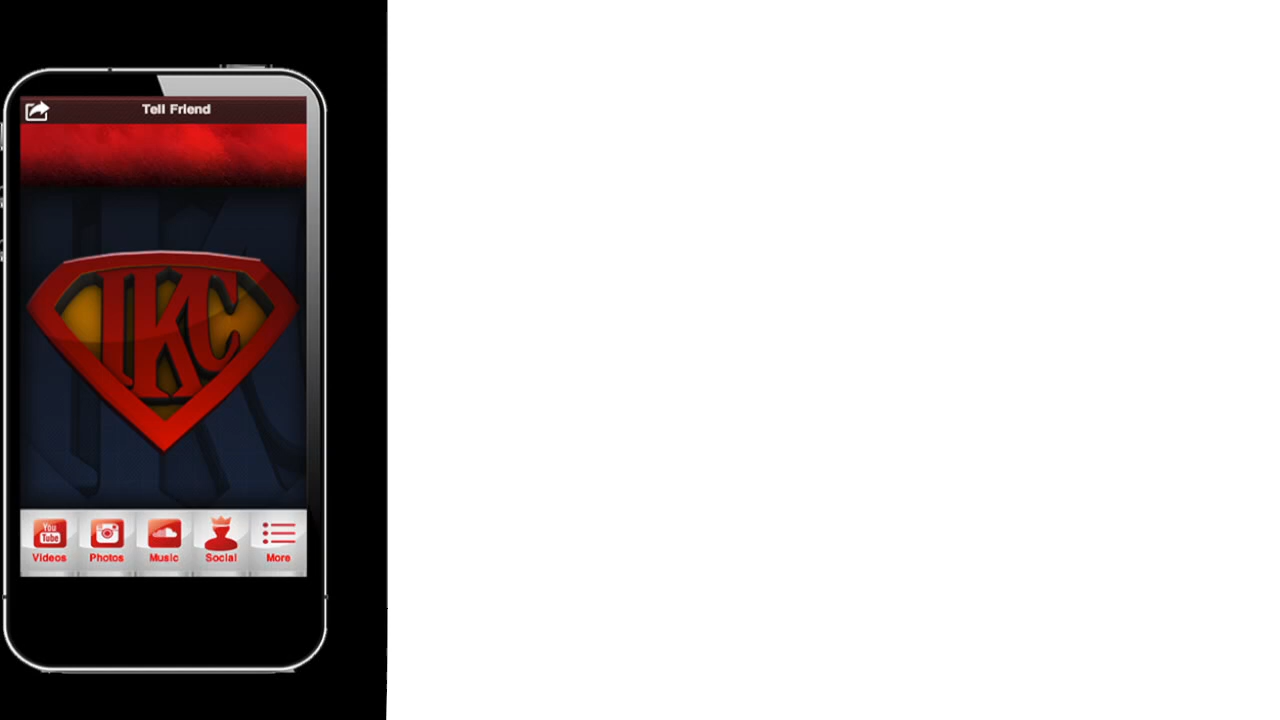 Tell Friend
IKC
You
Tube
Videos
Photos
Music
Social
More